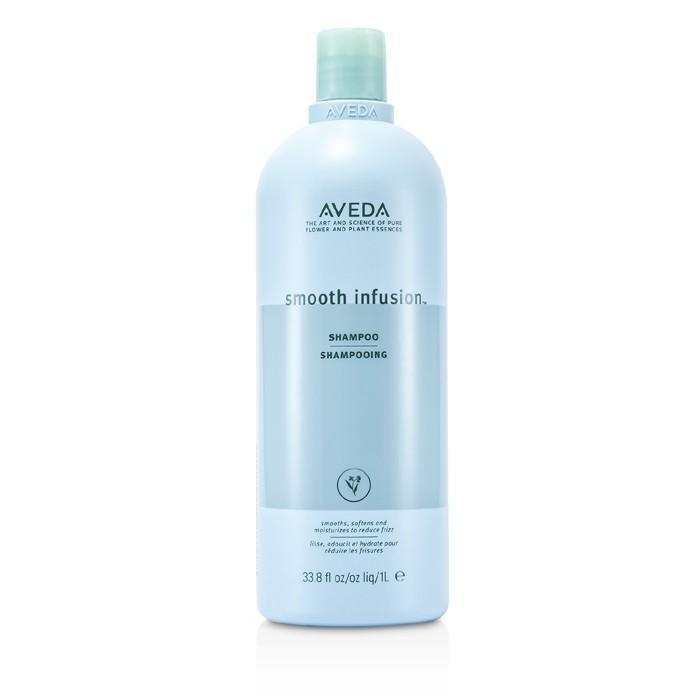 AVEDA
AVEDA
THE ART AND SCIENCE OF PURE
FLOWER AND PLANT ESSENCES
smooth infusion™
SHAMPOO
SHAMPOOING
smooths, softens and
moisturizes to reduce frizz
lisse, adoucit et hydrate pour
réduire les frisures
33.8 fl oz/oz liq/1L ℮